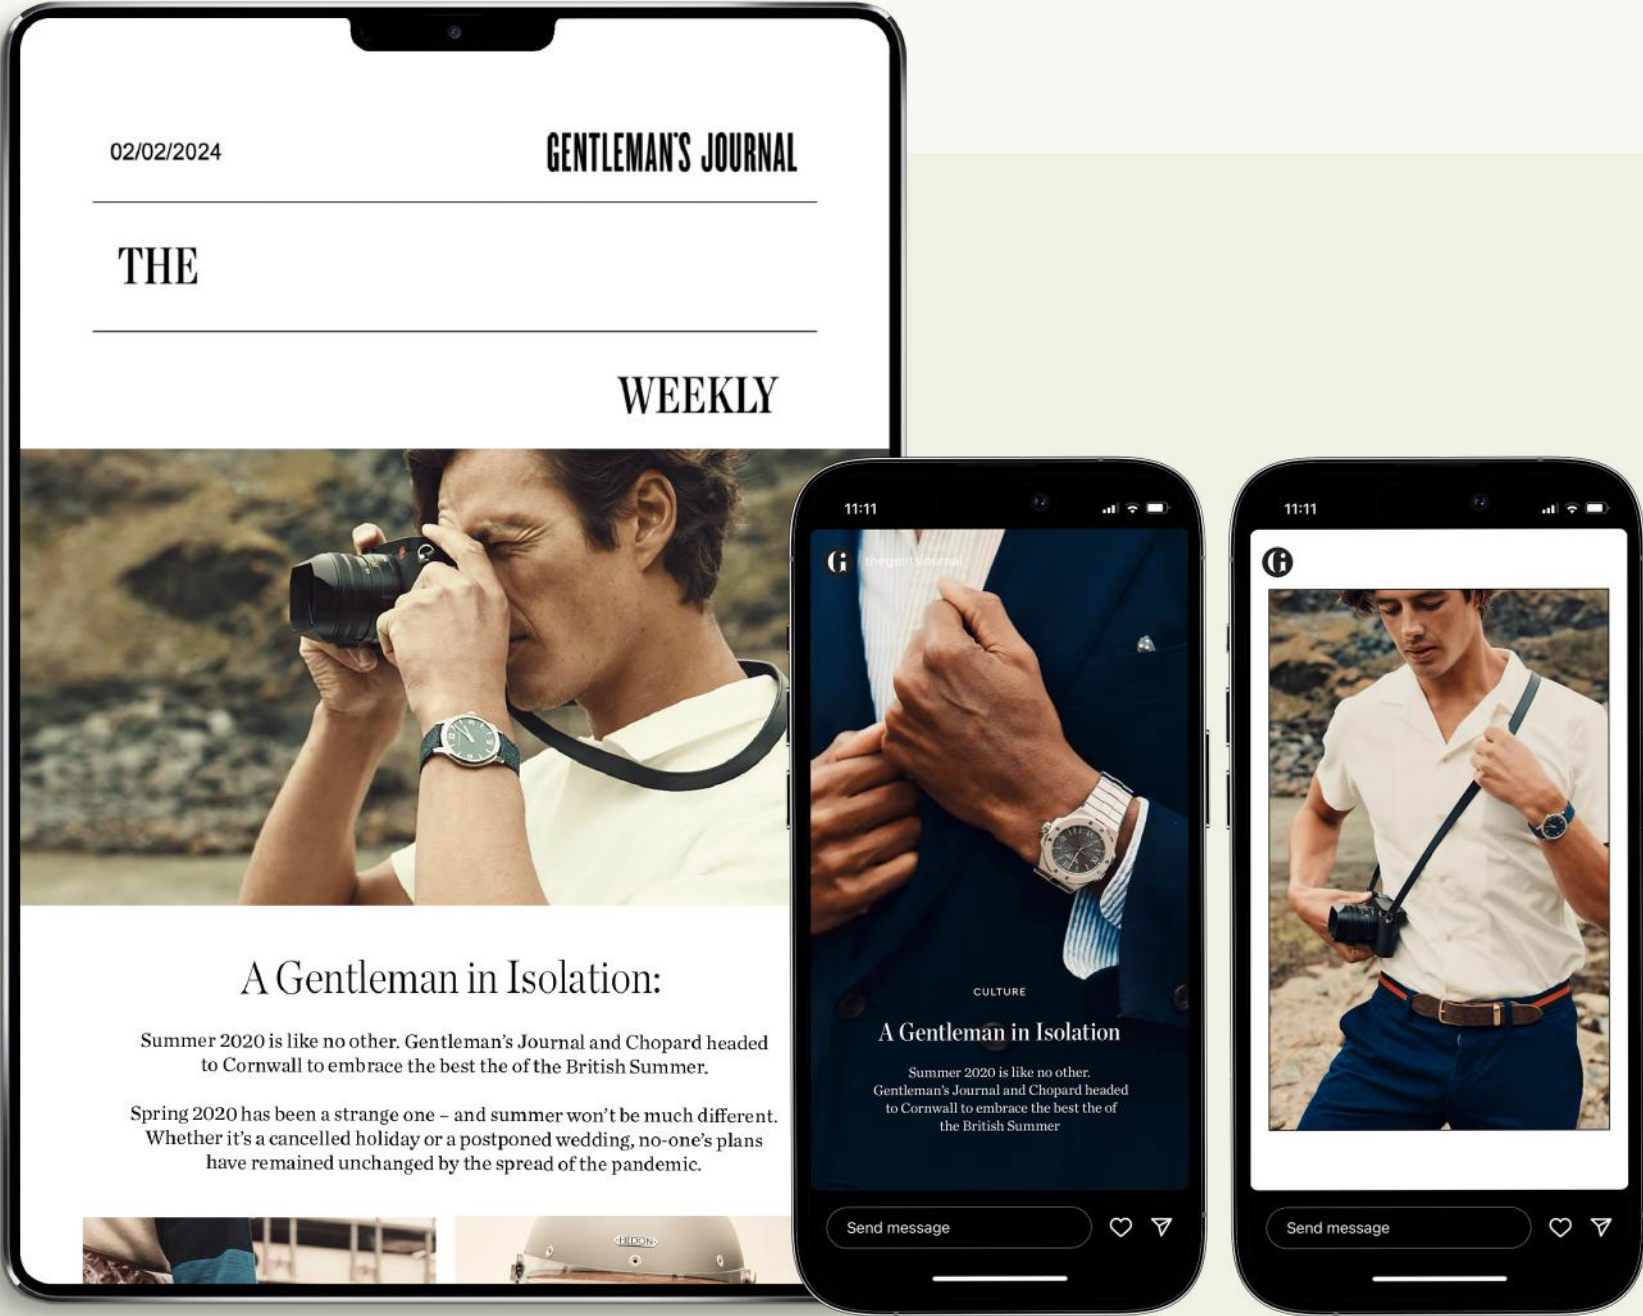 02/02/2024
GENTLEMAN'S JOURNAL
THE
WEEKLY
A Gentleman in Isolation:
Summer 2020 is like no other. Gentleman's Journal and Chopard headed
to Cornwall to embrace the best the of the British Summer.
Spring 2020 has been a strange one – and summer won't be much different.
Whether it's a cancelled holiday or a postponed wedding, no-one's plans
have remained unchanged by the spread of the pandemic.
HEDON
11:11
G
thegentsjournal
CULTURE
A Gentleman in Isolation
Summer 2020 is like no other.
Gentleman's Journal and Chopard headed
to Cornwall to embrace the best the of
the British Summer
Send message
11:11
G
Send message